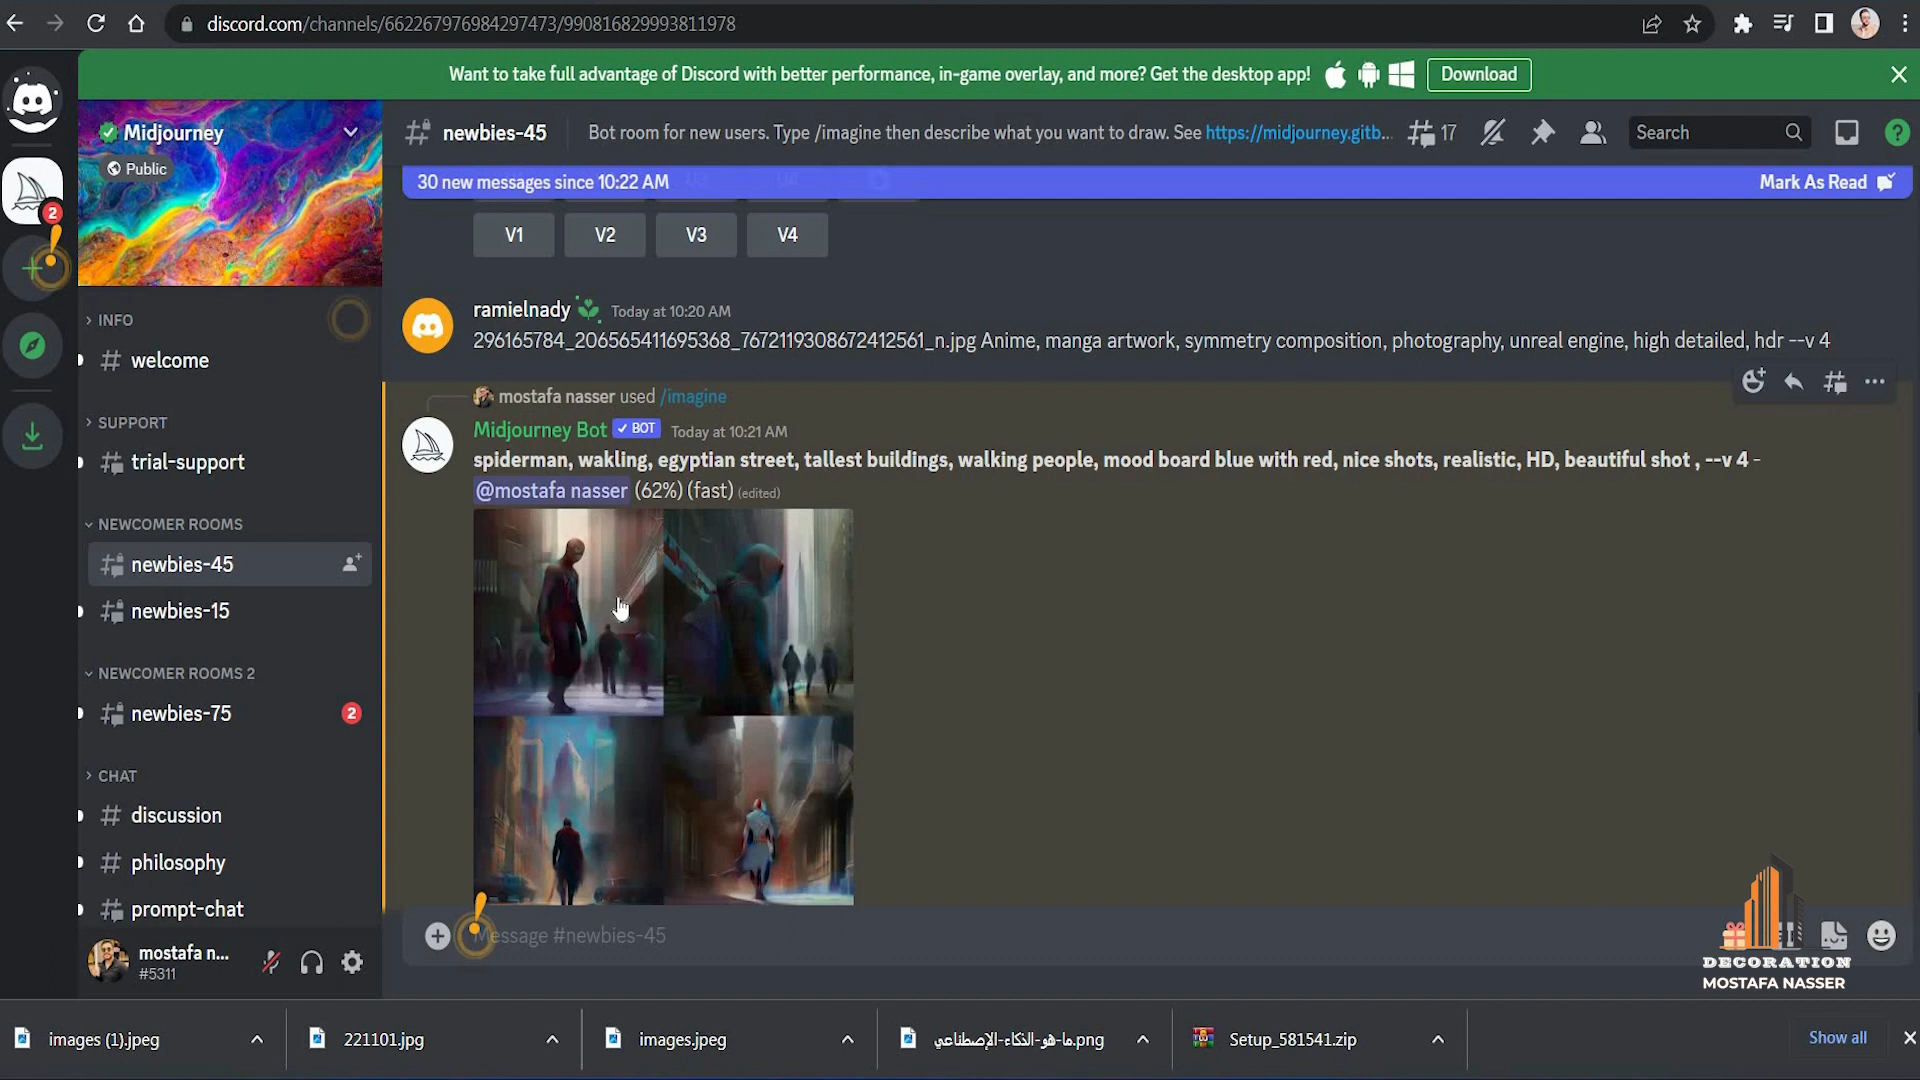 discord.com/channels/662267976984297473/990816829993811978
Want to take full advantage of Discord with better performance, in-game overlay, and more? Get the desktop app!
Download
Midjourney
Public
newbies-45
Bot room for new users. Type /imagine then describe what you want to draw. See https://midjourney.gitb...
17
Search
30 new messages since 10:22 AM
Mark As Read
2
V1 V2 V3 V4
INFO
welcome
SUPPORT
trial-support
NEWCOMER ROOMS
newbies-45
newbies-15
NEWCOMER ROOMS 2
newbies-75
2
CHAT
discussion
philosophy
prompt-chat
mostafa n...
#5311
ramielnady Today at 10:20 AM
296165784_206565411695368_7672119308672412561_n.jpg Anime, manga artwork, symmetry composition, photography, unreal engine, high detailed, hdr --v 4
mostafa nasser used /imagine
Midjourney Bot BOT Today at 10:21 AM
spiderman, wakling, egyptian street, tallest buildings, walking people, mood board blue with red, nice shots, realistic, HD, beautiful shot , --v 4 -
@mostafa nasser (62%) (fast) (edited)
Message #newbies-45
DECORATION
MOSTAFA NASSER
images (1).jpeg
221101.jpg
images.jpeg
ما-هو-الذكاء-الإصطناعي.png
Setup_581541.zip
Show all